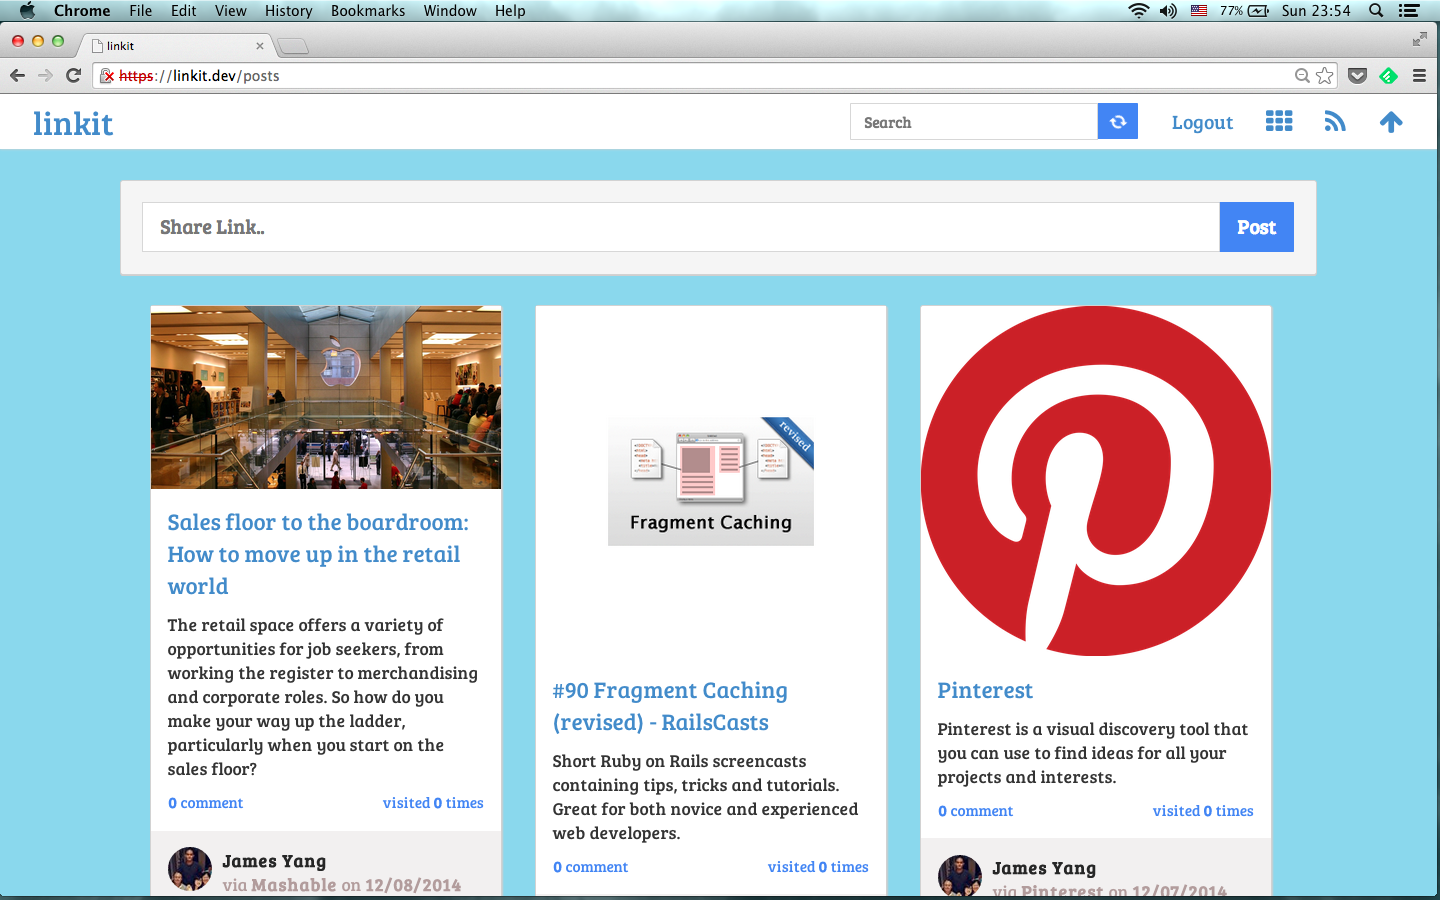 Chrome File Edit View History Bookmarks Window Help 77% Sun 23:54
linkit
https://linkit.dev/posts
linkit
Search
Logout
Share Link..
Post
Sales floor to the boardroom:
How to move up in the retail
world
The retail space offers a variety of
opportunities for job seekers, from
working the register to merchandising
and corporate roles. So how do you
make your way up the ladder,
particularly when you start on the
sales floor?
0 comment visited 0 times
James Yang
via Mashable on 12/08/2014
revised
Fragment Caching
#90 Fragment Caching
(revised) - RailsCasts
Short Ruby on Rails screencasts
containing tips, tricks and tutorials.
Great for both novice and experienced
web developers.
0 comment visited 0 times
Pinterest
Pinterest is a visual discovery tool that
you can use to find ideas for all your
projects and interests.
0 comment visited 0 times
James Yang
via Pinterest on 12/07/2014